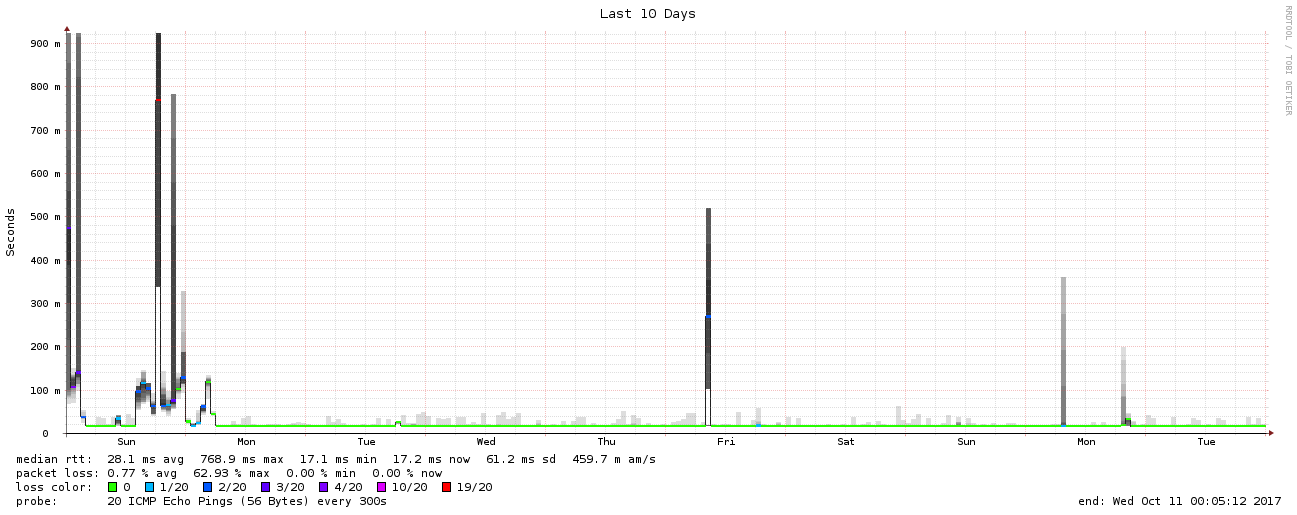 Last 10 Days
RRDTOOL / TOBI OETIKER
Seconds
900 m
800 m
700 m
600 m
500 m
400 m
300 m
200 m
100 m
0
Sun Mon Tue Wed Thu Fri Sat Sun Mon Tue
median rtt: 28.1 ms avg 768.9 ms max 17.1 ms min 17.2 ms now 61.2 ms sd 459.7 m am/s
packet loss: 0.77 % avg 62.93 % max 0.00 % min 0.00 % now
loss color: 0 1/20 2/20 3/20 4/20 10/20 19/20
probe: 20 ICMP Echo Pings (56 Bytes) every 300s end: Wed Oct 11 00:05:12 2017